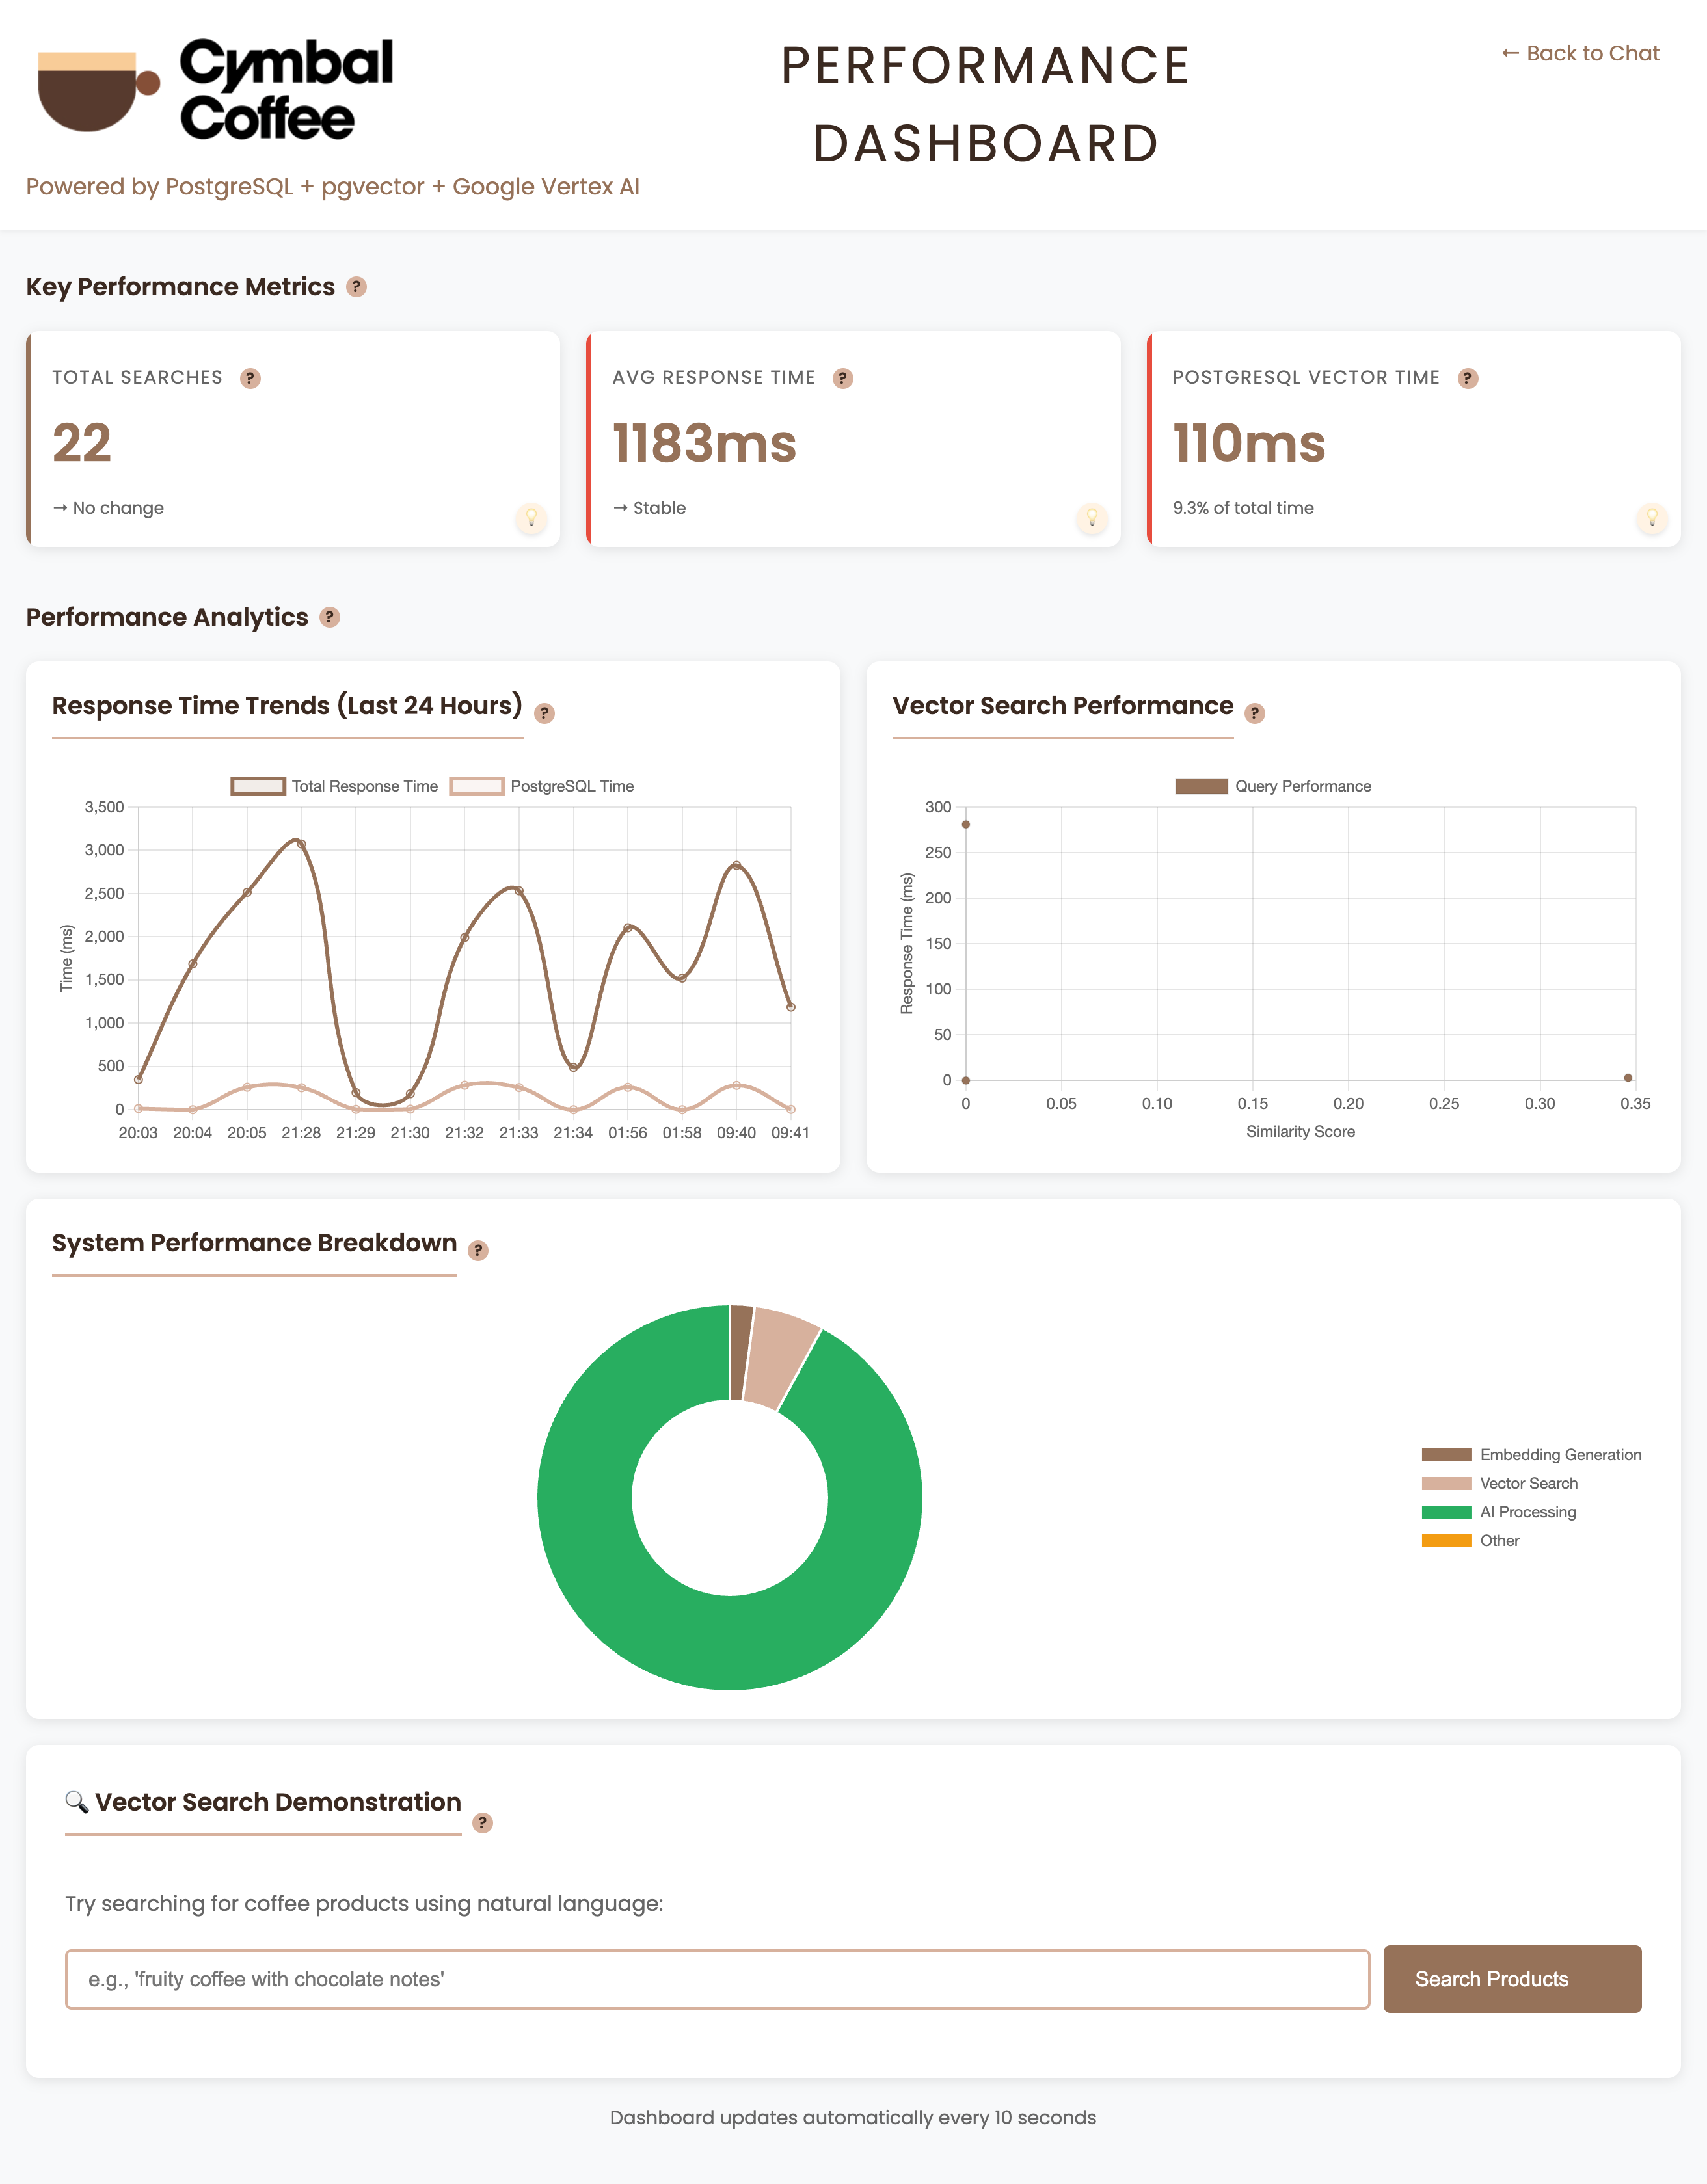 Cymbal
Coffee
PERFORMANCE
DASHBOARD
← Back to Chat
Powered by PostgreSQL + pgvector + Google Vertex AI
Key Performance Metrics ?
TOTAL SEARCHES ?
22
→ No change
AVG RESPONSE TIME ?
1183ms
→ Stable
POSTGRESQL VECTOR TIME ?
110ms
9.3% of total time
Performance Analytics ?
Response Time Trends (Last 24 Hours) ?
Total Response Time PostgreSQL Time
Time (ms)
3,500
3,000
2,500
2,000
1,500
1,000
500
0
20:03 20:04 20:05 21:28 21:29 21:30 21:32 21:33 21:34 01:56 01:58 09:40 09:41
Vector Search Performance ?
Query Performance
Response Time (ms)
300
250
200
150
100
50
0
0 0.05 0.10 0.15 0.20 0.25 0.30 0.35
Similarity Score
System Performance Breakdown ?
Embedding Generation
Vector Search
AI Processing
Other
🔍 Vector Search Demonstration ?
Try searching for coffee products using natural language:
e.g., 'fruity coffee with chocolate notes'
Search Products
Dashboard updates automatically every 10 seconds